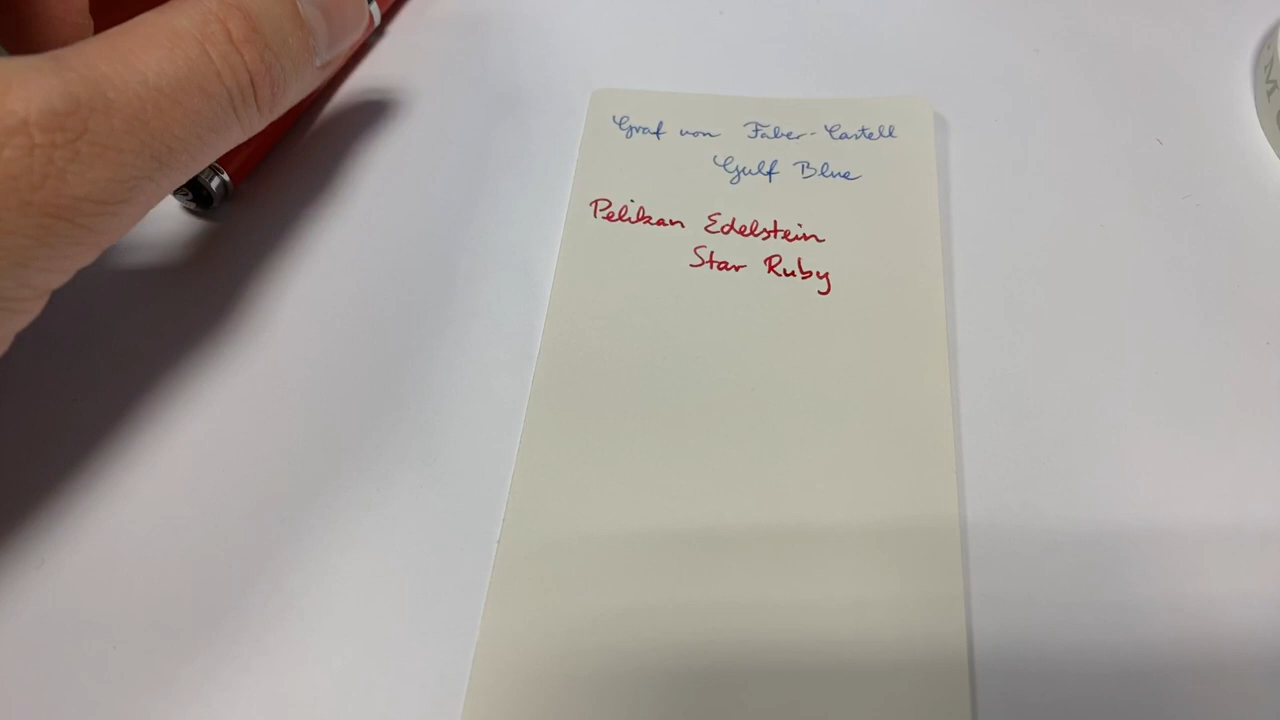 Graf von Faber-Castell
Gulf Blue
Pelikan Edelstein
Star Ruby
M